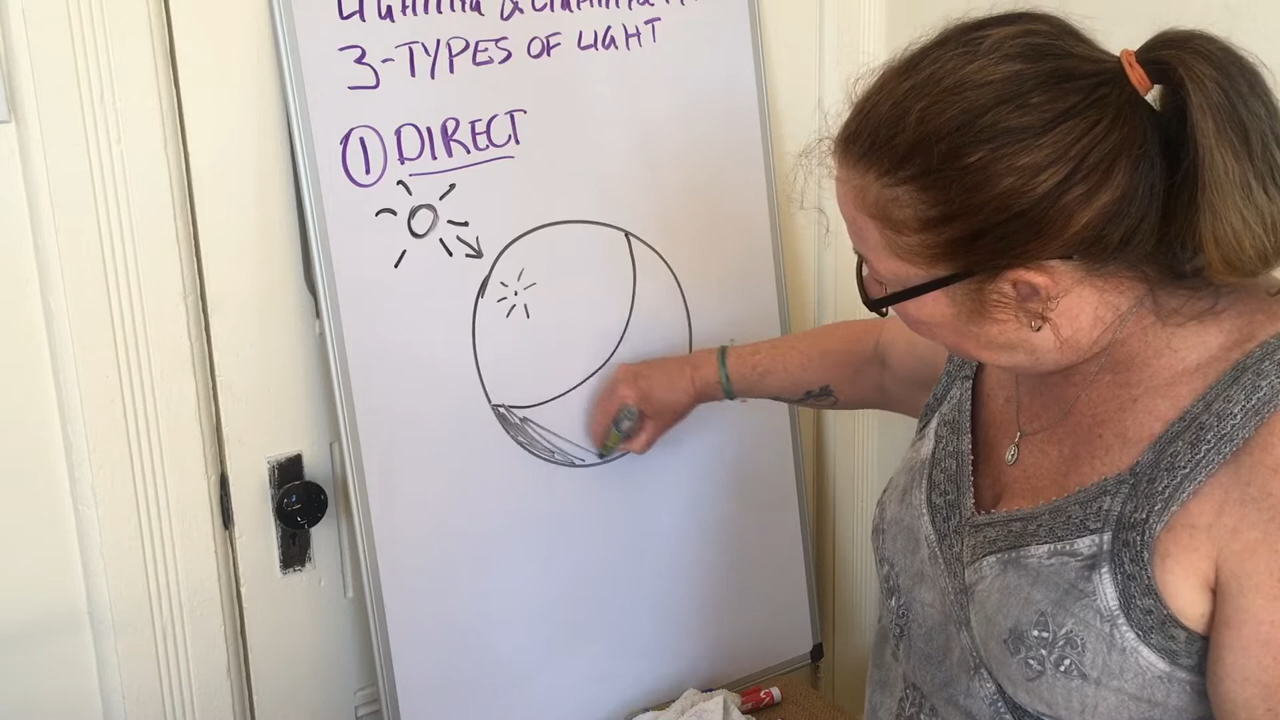 3-TYPES OF LIGHT
① DIRECT